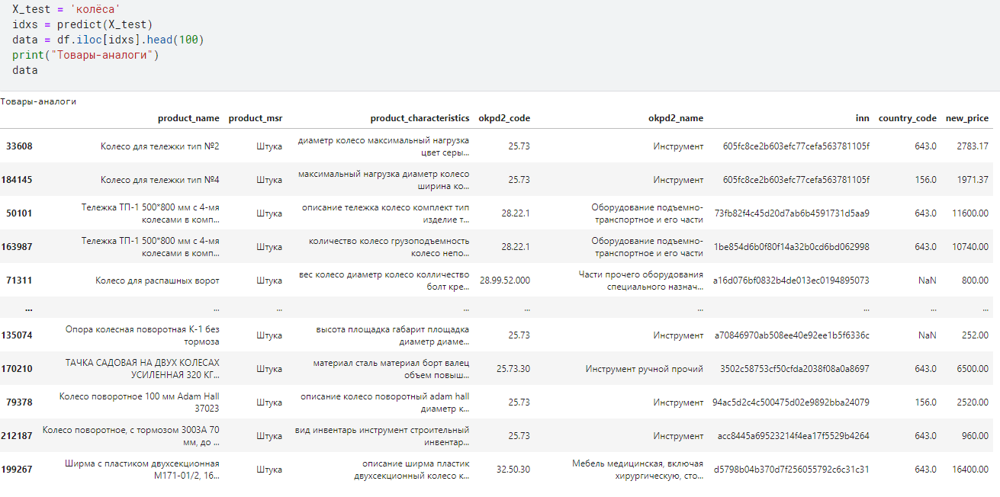 X_test = 'колёса'
idxs = predict(X_test)
data = df.iloc[idxs].head(100)
print("Товары-аналоги")
data
Товары-аналоги
product_name product_msr product_characteristics okpd2_code okpd2_name inn country_code new_price
33608 Колесо для тележки тип №2 Штука диаметр колесо максимальный нагрузка цвет серы... 25.73 Инструмент 605fc8ce2b603efc77cefa563781105f 643.0 2783.17
184145 Колесо для тележки тип №4 Штука максимальный нагрузка диаметр колесо ширина ко... 25.73 Инструмент 605fc8ce2b603efc77cefa563781105f 156.0 1971.37
50101 Тележка ТП-1 500*800 мм с 4-мя колесами в комп... Штука описание тележка колесо комплект тип изделие т... 28.22.1 Оборудование подъемно-транспортное и его части 73fb82f4c45d20d7ab6b4591731d5aa9 643.0 11600.00
163987 Тележка ТП-1 500*800 мм с 4-мя колесами в комп... Штука количество колесо грузоподъемность колесо непо... 28.22.1 Оборудование подъемно-транспортное и его части 1be854d6b0f80f14a32b0cd6bd062998 643.0 10740.00
71311 Колесо для распашных ворот Штука вес колесо диаметр колесо колличество болт кре... 28.99.52.000 Части прочего оборудования специального назнач... a16d076bf0832b4de013ec0194895073 NaN 800.00
... ... ... ... ... ... ... ... ...
135074 Опора колесная поворотная К-1 без тормоза Штука высота площадка габарит площадка диаметр диаме... 25.73 Инструмент a70846970ab508ee40e92ee1b5f6336c NaN 252.00
170210 ТАЧКА САДОВАЯ НА ДВУХ КОЛЕСАХ УСИЛЕННАЯ 320 КГ... Штука материал сталь материал борт валец объем повыш... 25.73.30 Инструмент ручной прочий 3502c58753cf50cfda2038f08a0a8697 643.0 6500.00
79378 Колесо поворотное 100 мм Adam Hall 37023 Штука описание колесо поворотный adam hall диаметр к... 25.73 Инструмент 94ac5d2c4c500475d02e9892bba24079 156.0 2520.00
212187 Колесо поворотное, с тормозом 3003А 70 мм, до ... Штука вид инвентарь инструмент строительный инвентар... 25.73 Инструмент acc8445a69523214f4ea17f5529b4264 643.0 960.00
199267 Ширма с пластиком двухсекционная М171-01/2, 16... Штука описание ширма пластик двухсекционный колесо к... 32.50.30 Мебель медицинская, включая хирургическую, сто... d5798b04b370d7f256055792c6c31c31 643.0 16400.00